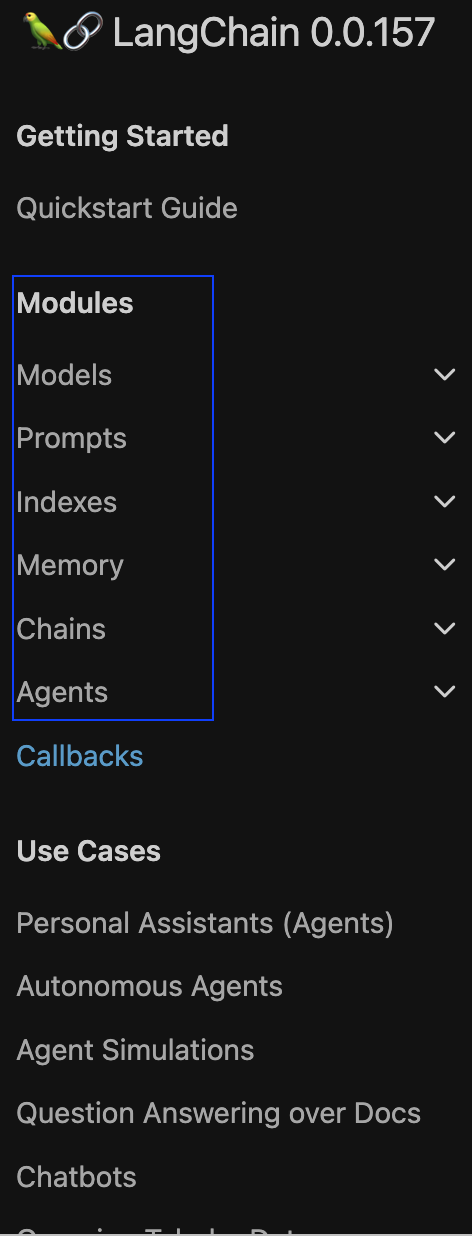 LangChain 0.0.157
Getting Started
Quickstart Guide
Modules
Models
Prompts
Indexes
Memory
Chains
Agents
Callbacks
Use Cases
Personal Assistants (Agents)
Autonomous Agents
Agent Simulations
Question Answering over Docs
Chatbots